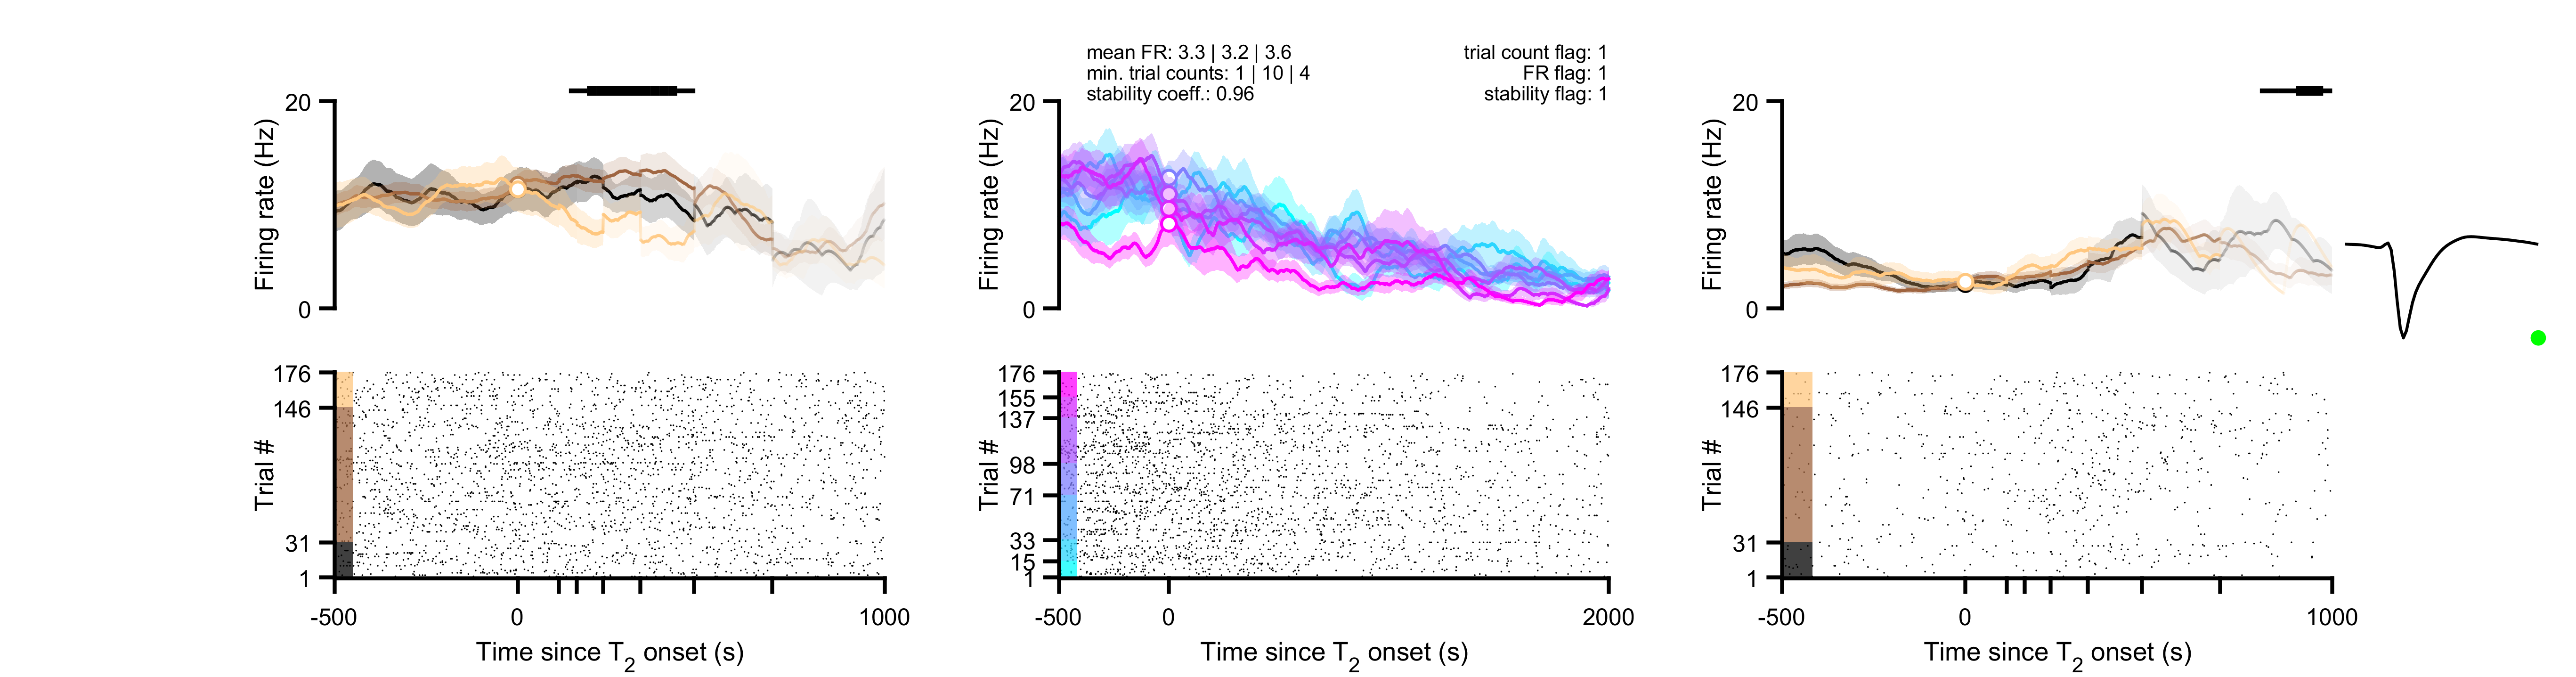 20
0
Firing rate (Hz)
176
146
31
1
Trial #
-500
0
1000
Time since T2 onset (s)
mean FR: 3.3 | 3.2 | 3.6
min. trial counts: 1 | 10 | 4
stability coeff.: 0.96
trial count flag: 1
FR flag: 1
stability flag: 1
20
0
Firing rate (Hz)
176
155
137
98
71
33
15
1
Trial #
-500
0
2000
Time since T2 onset (s)
20
0
Firing rate (Hz)
176
146
31
1
Trial #
-500
0
1000
Time since T2 onset (s)